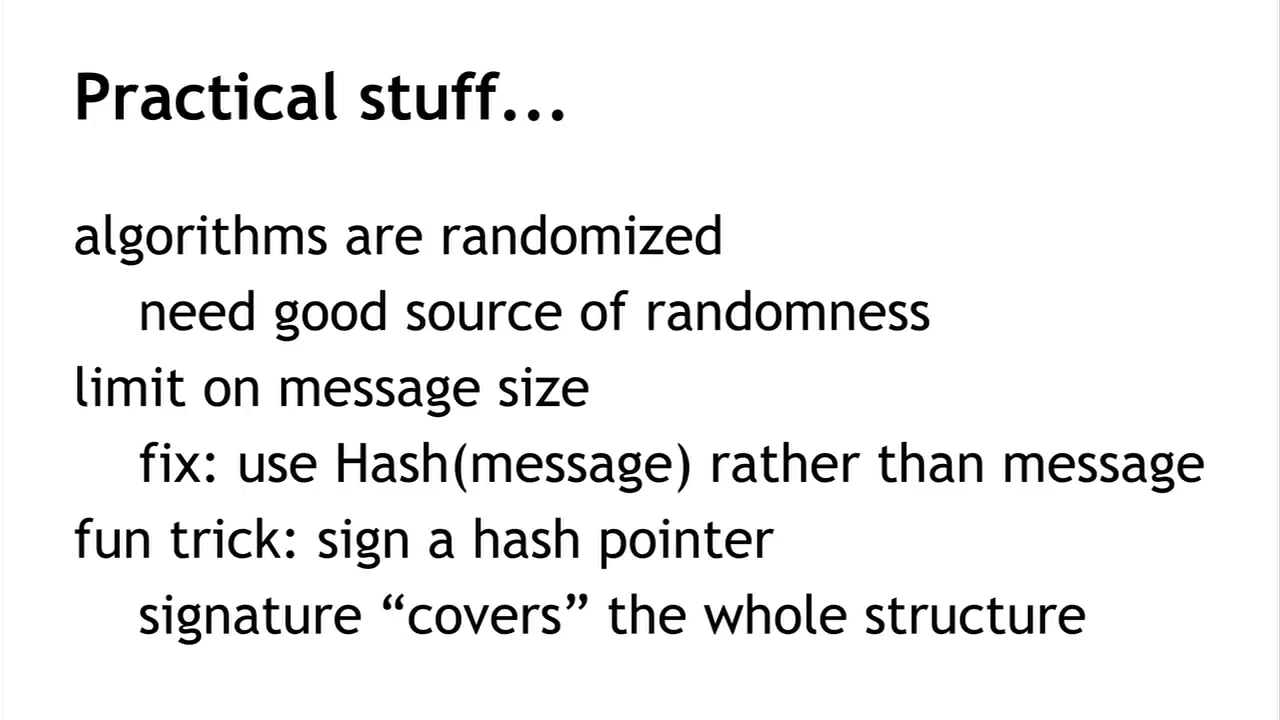 Practical stuff...
algorithms are randomized
need good source of randomness
limit on message size
fix: use Hash(message) rather than message
fun trick: sign a hash pointer
signature “covers” the whole structure